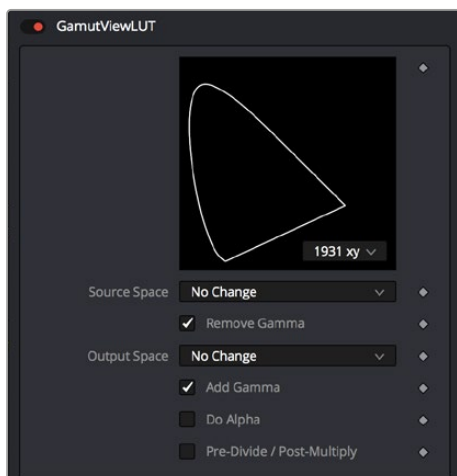 GamutViewLUT
1931 xy
Source Space No Change
Remove Gamma
Output Space No Change
Add Gamma
Do Alpha
Pre-Divide / Post-Multiply